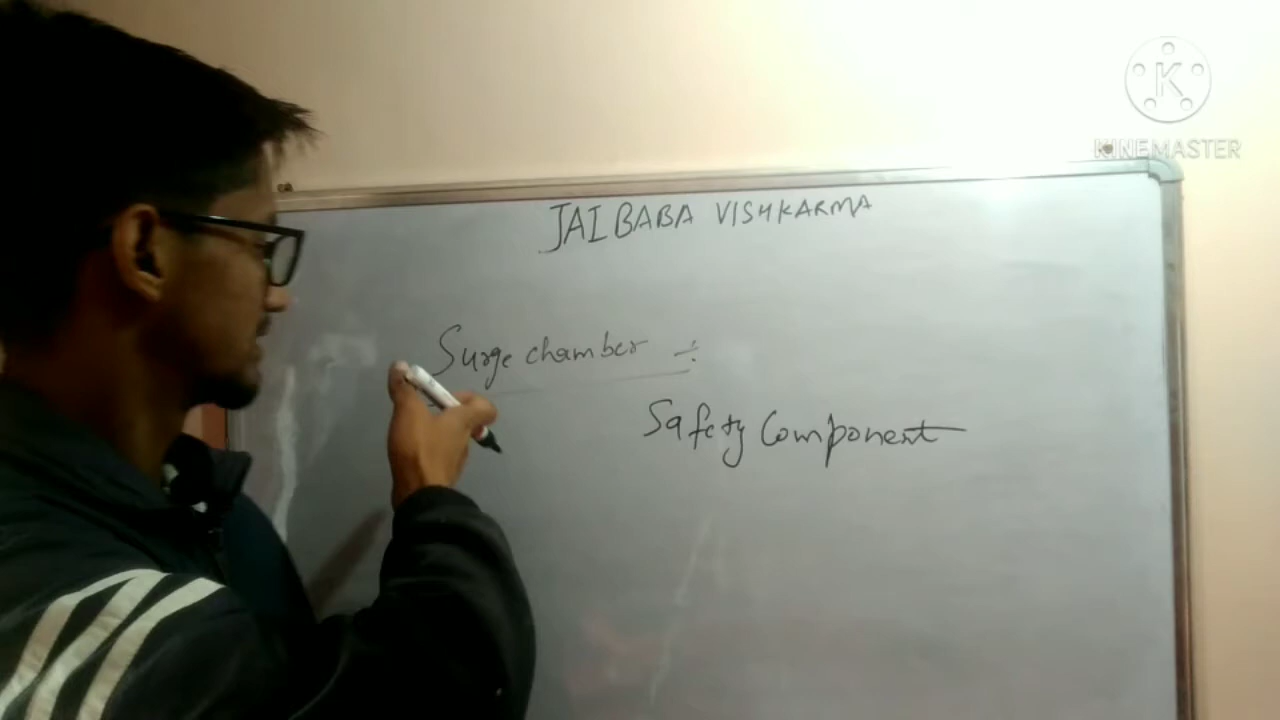 K
KINEMASTER
JAI BABA VISHKARMA
Surge chamber ÷
Safety Component